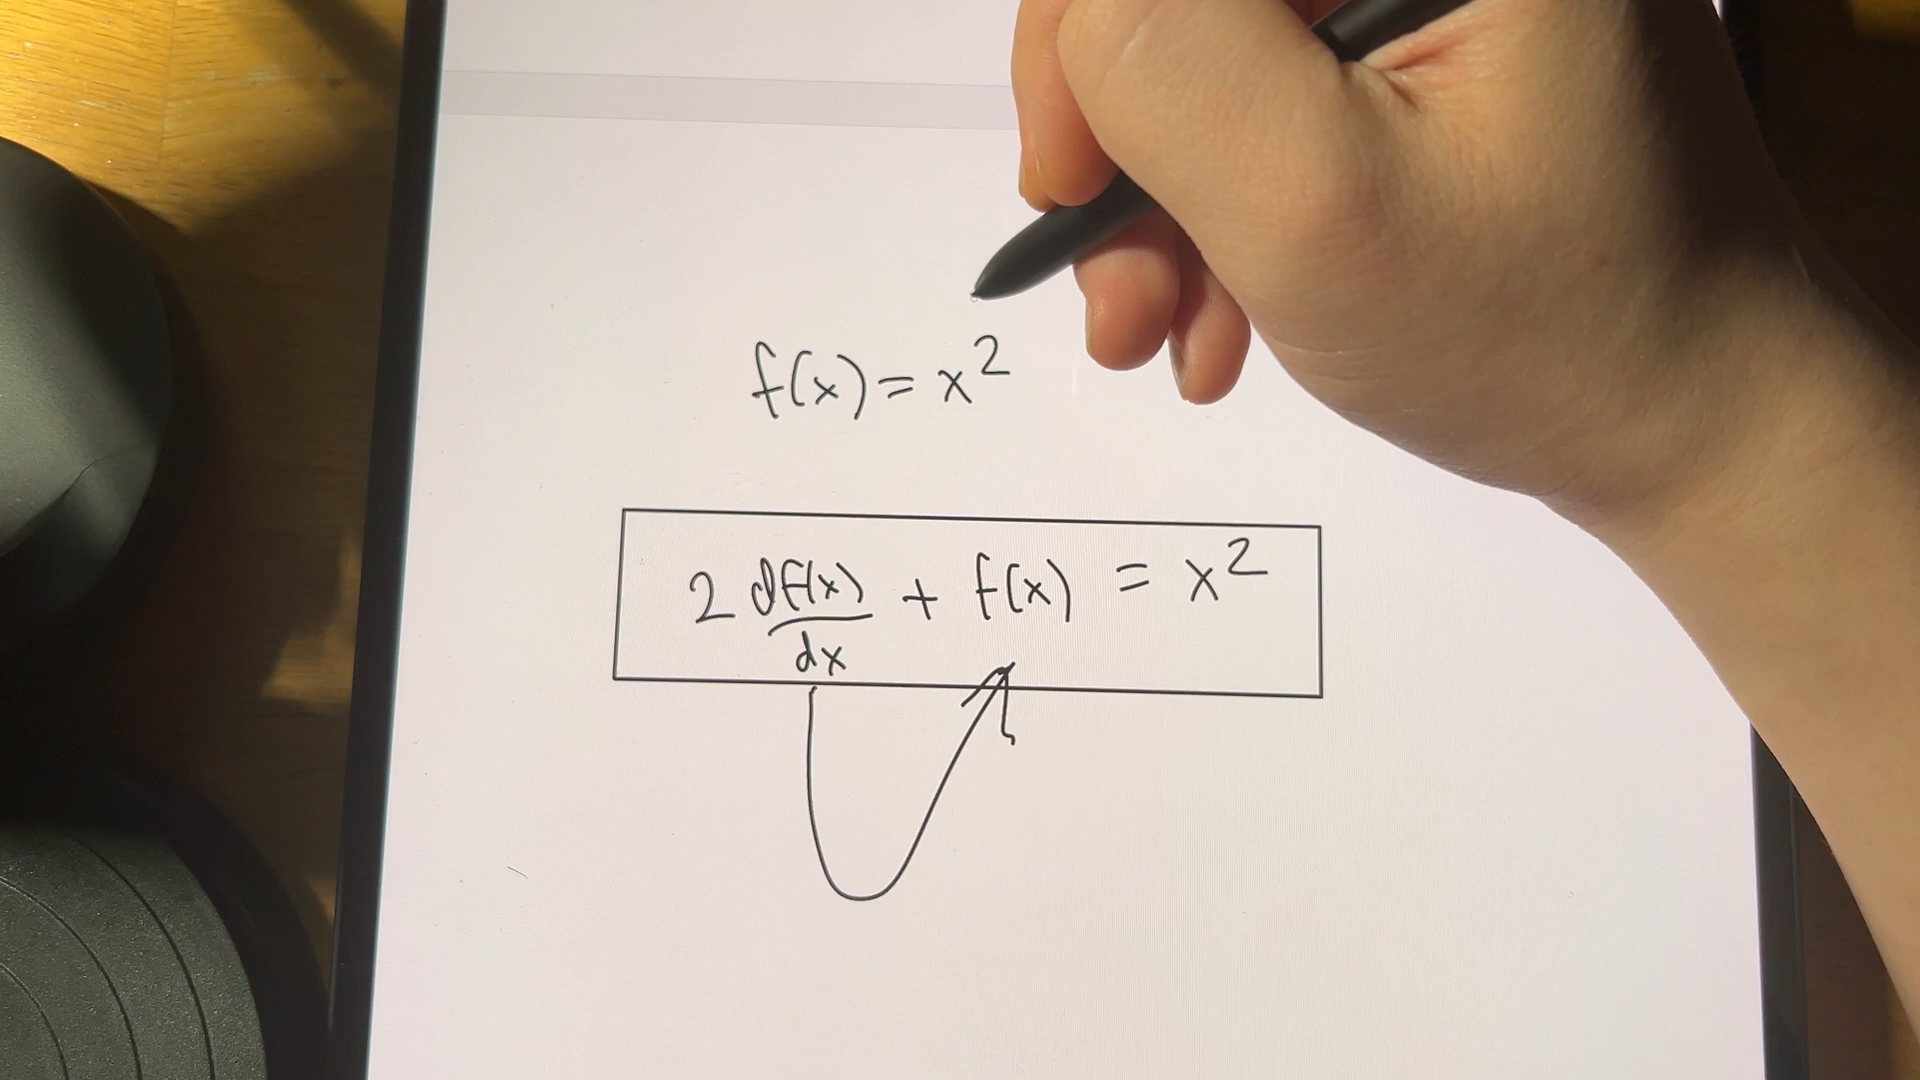 f(x) = x²
2 df(x)/dx + f(x) = x²